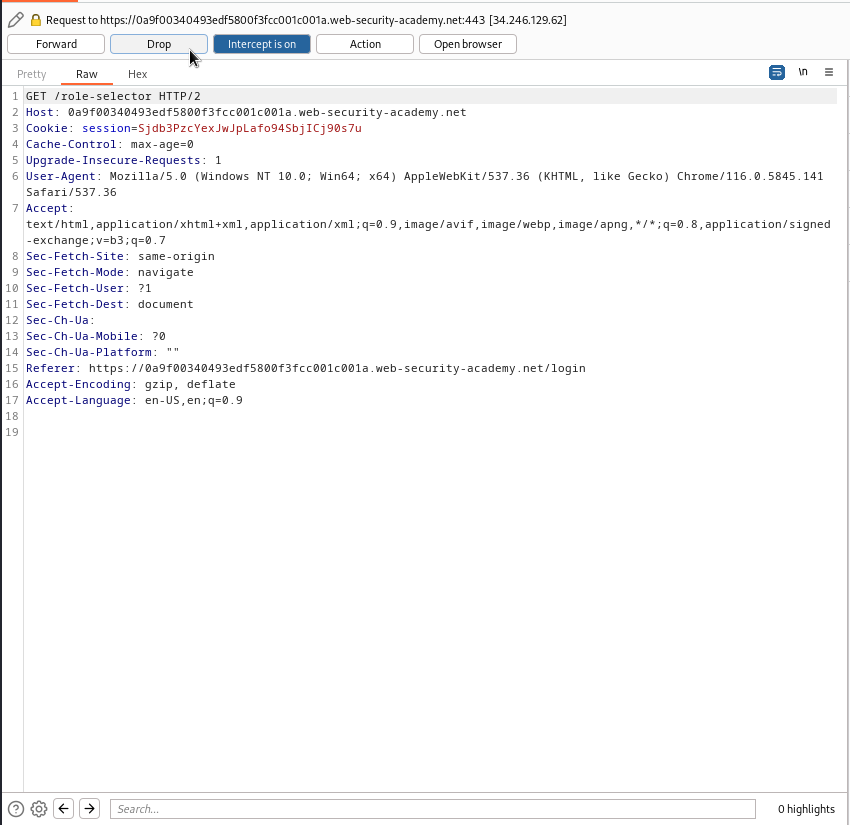 Request to https://0a9f00340493edf5800f3fcc001c001a.web-security-academy.net:443 [34.246.129.62]
Forward Drop Intercept is on Action Open browser
Pretty Raw Hex \n
1 GET /role-selector HTTP/2
2 Host: 0a9f00340493edf5800f3fcc001c001a.web-security-academy.net
3 Cookie: session=Sjdb3PzcYexJwJpLafo94SbjICj90s7u
4 Cache-Control: max-age=0
5 Upgrade-Insecure-Requests: 1
6 User-Agent: Mozilla/5.0 (Windows NT 10.0; Win64; x64) AppleWebKit/537.36 (KHTML, like Gecko) Chrome/116.0.5845.141
Safari/537.36
7 Accept:
text/html,application/xhtml+xml,application/xml;q=0.9,image/avif,image/webp,image/apng,*/*;q=0.8,application/signed
-exchange;v=b3;q=0.7
8 Sec-Fetch-Site: same-origin
9 Sec-Fetch-Mode: navigate
10 Sec-Fetch-User: ?1
11 Sec-Fetch-Dest: document
12 Sec-Ch-Ua:
13 Sec-Ch-Ua-Mobile: ?0
14 Sec-Ch-Ua-Platform: ""
15 Referer: https://0a9f00340493edf5800f3fcc001c001a.web-security-academy.net/login
16 Accept-Encoding: gzip, deflate
17 Accept-Language: en-US,en;q=0.9
18
19
Search... 0 highlights